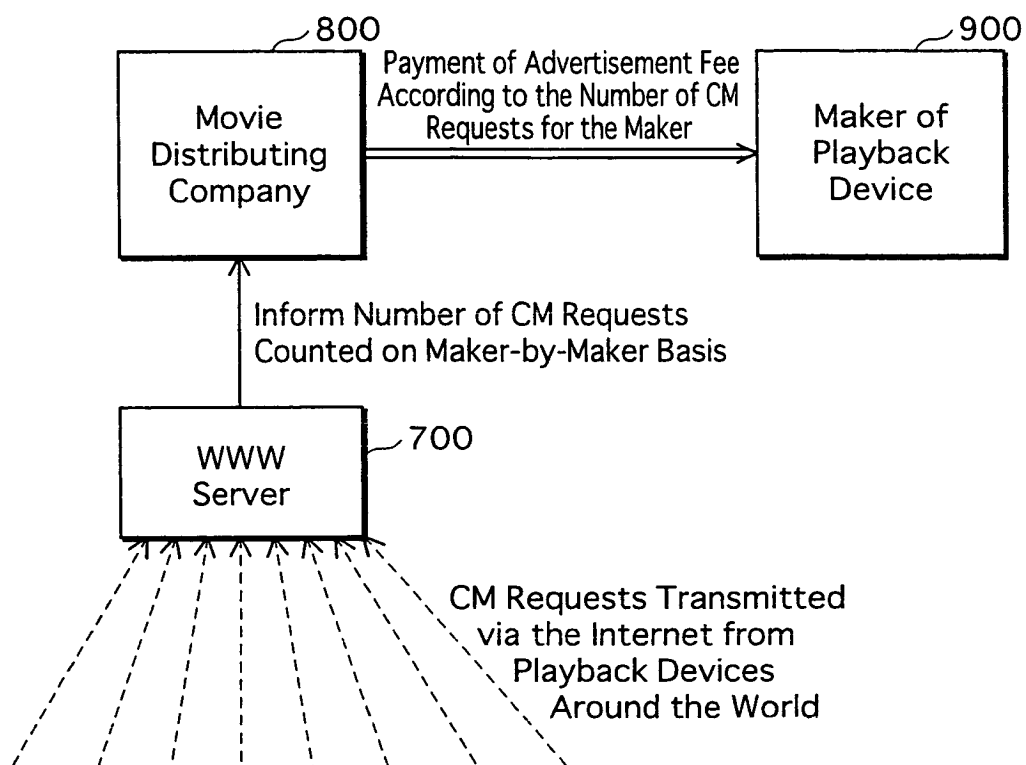 800
900
Movie
Distributing
Company
Payment of Advertisement Fee
According to the Number of CM
Requests for the Maker
Maker of
Playback
Device
Inform Number of CM Requests
Counted on Maker-by-Maker Basis
700
WWW
Server
CM Requests Transmitted
via the Internet from
Playback Devices
Around the World